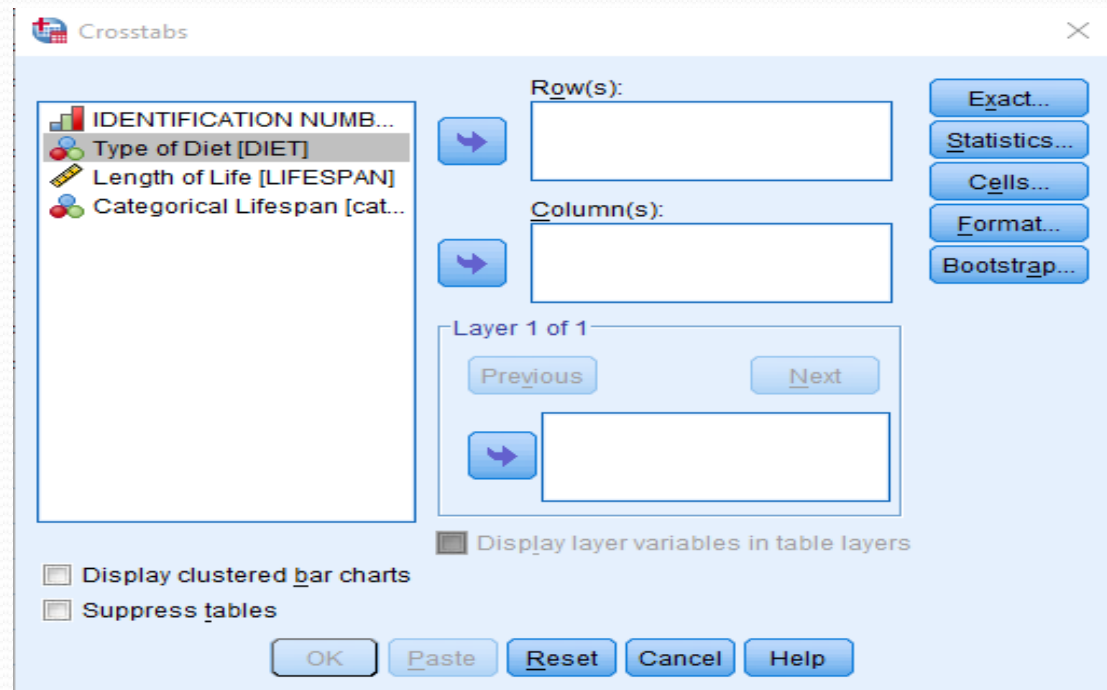 Crosstabs
IDENTIFICATION NUMB...
Type of Diet [DIET]
Length of Life [LIFESPAN]
Categorical Lifespan [cat...
Row(s):
Column(s):
Layer 1 of 1
Previous
Next
Display layer variables in table layers
Exact...
Statistics...
Cells...
Format...
Bootstrap...
Display clustered bar charts
Suppress tables
OK Paste Reset Cancel Help